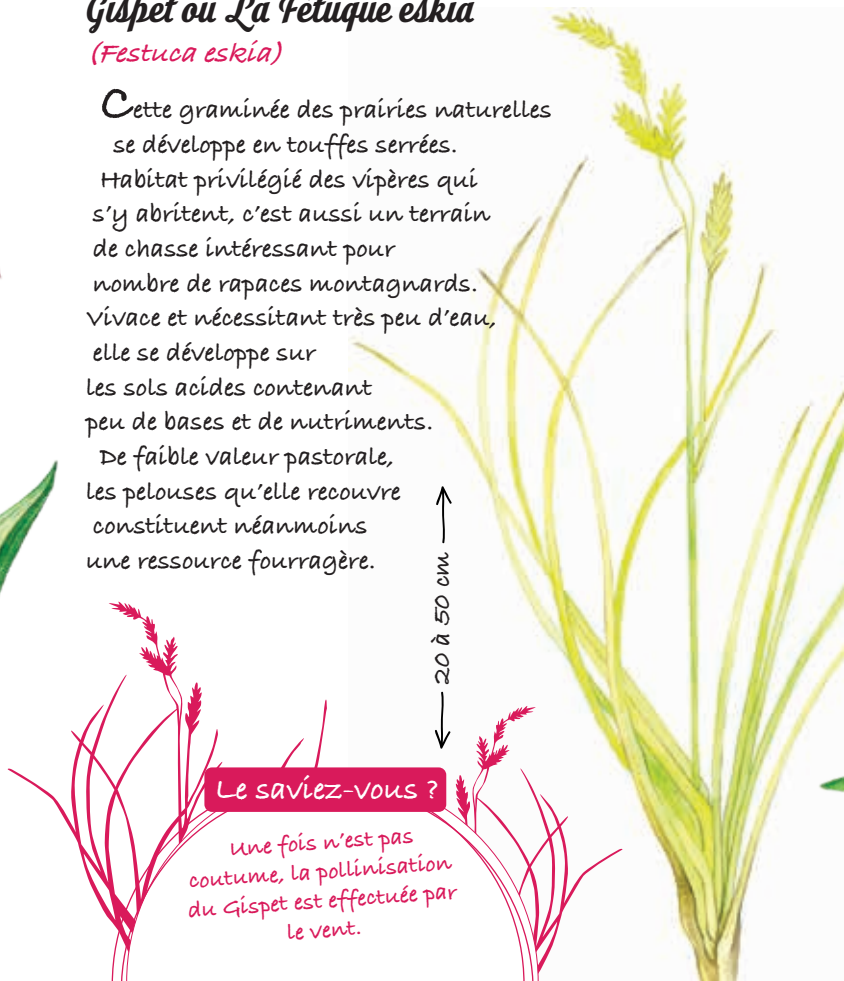 Gispet ou La Fétuque eskia
(Festuca eskia)
Cette graminée des prairies naturelles
se développe en touffes serrées.
Habitat privilégié des vipères qui
s'y abritent, c'est aussi un terrain
de chasse intéressant pour
nombre de rapaces montagnards.
Vivace et nécessitant très peu d'eau,
elle se développe sur
les sols acides contenant
peu de bases et de nutriments.
De faible valeur pastorale,
les pelouses qu'elle recouvre
constituent néanmoins
une ressource fourragère.
20 à 50 cm
Le saviez-vous ?
Une fois n'est pas
coutume, la pollinisation
du Gispet est effectuée par
le vent.